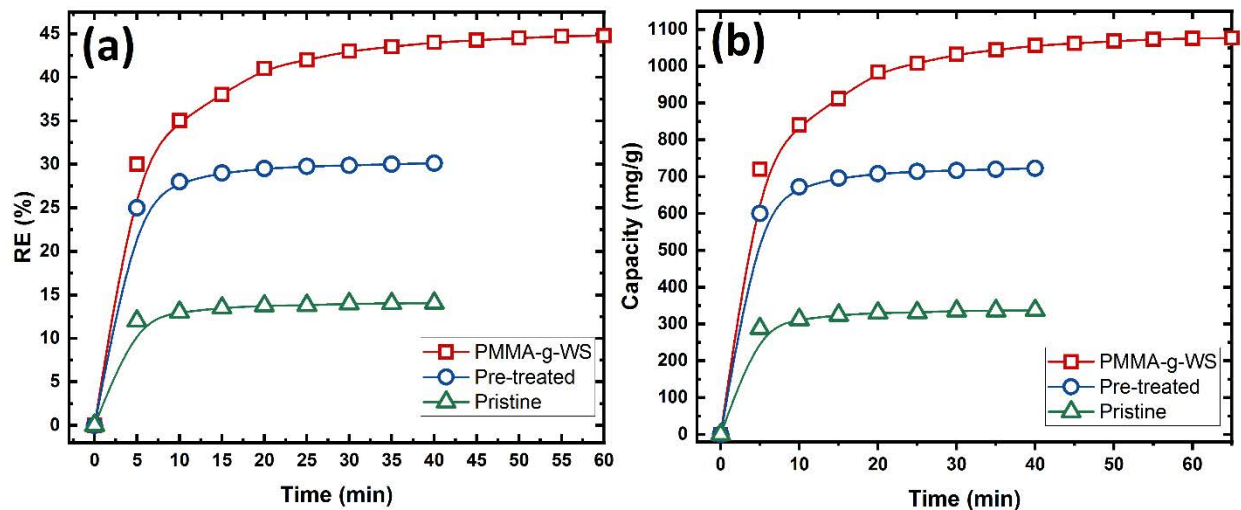 (a)
RE (%)
45
40
35
30
25
20
15
10
5
0
0 5 10 15 20 25 30 35 40 45 50 55 60
Time (min)
PMMA-g-WS
Pre-treated
Pristine
(b)
Capacity (mg/g)
1100
1000
900
800
700
600
500
400
300
200
100
0
0 10 20 30 40 50 60
Time (min)
PMMA-g-WS
Pre-treated
Pristine